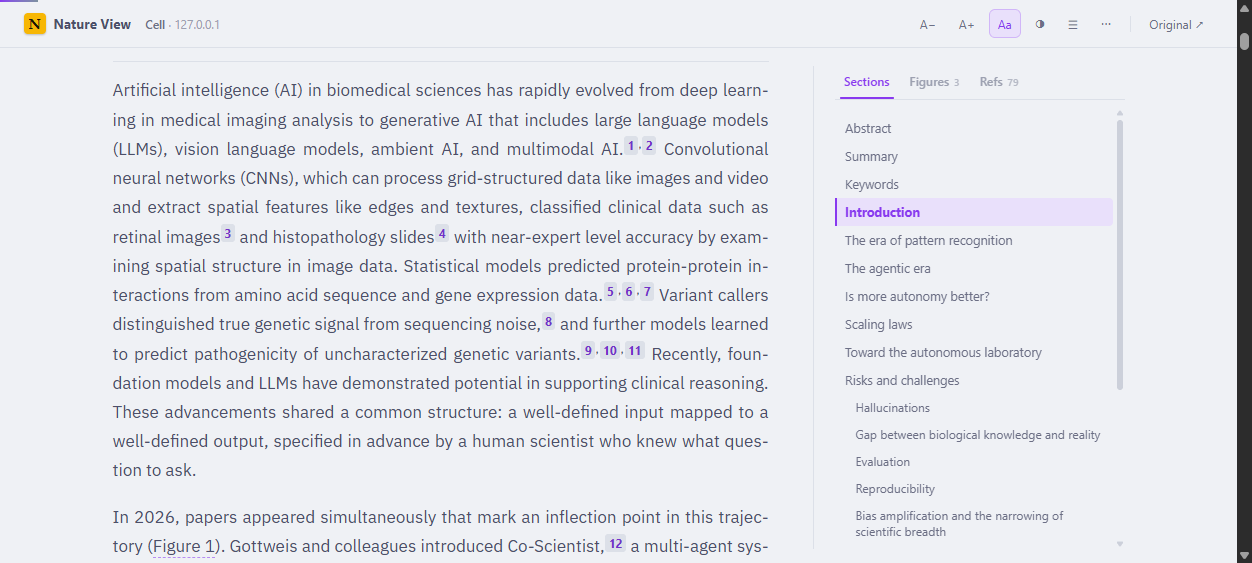 N Nature View Cell · 127.0.0.1 A− A+ Aa Original ↗
Artificial intelligence (AI) in biomedical sciences has rapidly evolved from deep learn-
ing in medical imaging analysis to generative AI that includes large language models
(LLMs), vision language models, ambient AI, and multimodal AI.1,2 Convolutional
neural networks (CNNs), which can process grid-structured data like images and video
and extract spatial features like edges and textures, classified clinical data such as
retinal images3 and histopathology slides4 with near-expert level accuracy by exam-
ining spatial structure in image data. Statistical models predicted protein-protein in-
teractions from amino acid sequence and gene expression data.5,6,7 Variant callers
distinguished true genetic signal from sequencing noise,8 and further models learned
to predict pathogenicity of uncharacterized genetic variants.9,10,11 Recently, foun-
dation models and LLMs have demonstrated potential in supporting clinical reasoning.
These advancements shared a common structure: a well-defined input mapped to a
well-defined output, specified in advance by a human scientist who knew what ques-
tion to ask.
In 2026, papers appeared simultaneously that mark an inflection point in this trajec-
tory (Figure 1). Gottweis and colleagues introduced Co-Scientist,12 a multi-agent sys-
Sections Figures 3 Refs 79
Abstract
Summary
Keywords
Introduction
The era of pattern recognition
The agentic era
Is more autonomy better?
Scaling laws
Toward the autonomous laboratory
Risks and challenges
Hallucinations
Gap between biological knowledge and reality
Evaluation
Reproducibility
Bias amplification and the narrowing of
scientific breadth